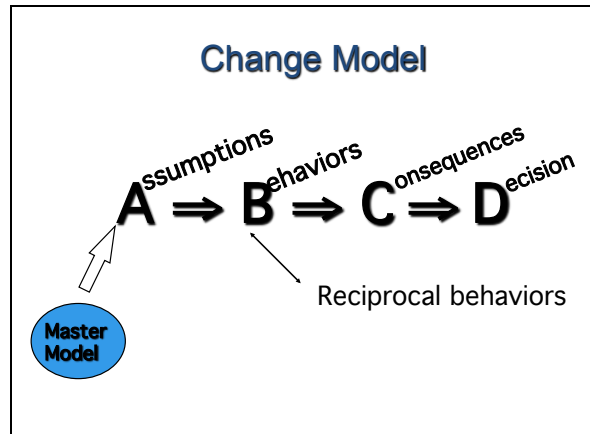 Change Model
Assumptions ⇒ Behaviors ⇒ Consequences ⇒ Decision
Reciprocal behaviors
Master
Model